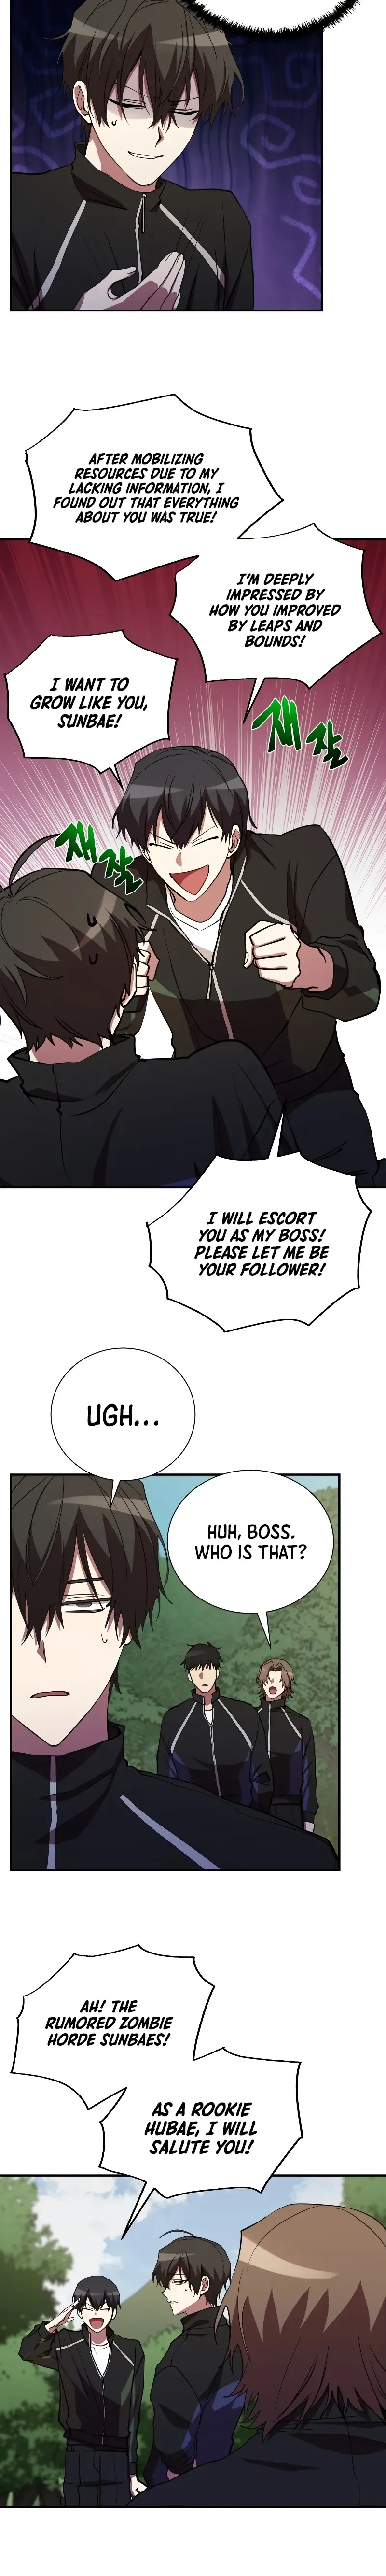 AFTER MOBILIZING
RESOURCES DUE TO MY
LACKING INFORMATION, I
FOUND OUT THAT EVERYTHING
ABOUT YOU WAS TRUE!
I'M DEEPLY
IMPRESSED BY
HOW YOU IMPROVED
BY LEAPS AND
BOUNDS!
I WANT TO
GROW LIKE YOU,
SUNBAE!
재잘
재잘
I WILL ESCORT
YOU AS MY BOSS!
PLEASE LET ME BE
YOUR FOLLOWER!
UGH...
HUH, BOSS.
WHO IS THAT?
AH! THE
RUMORED ZOMBIE
HORDE SUNBAES!
AS A ROOKIE
HUBAE, I WILL
SALUTE YOU!